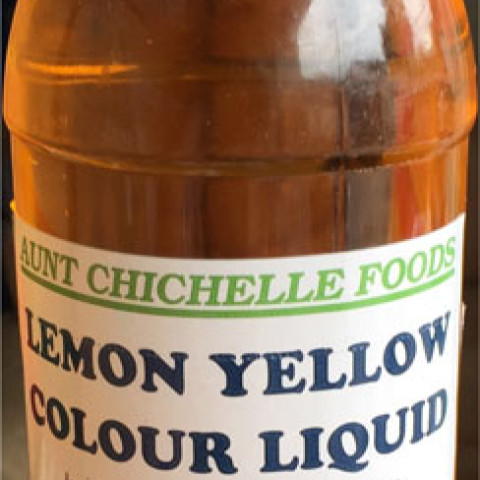 AUNT CHICHELLE FOODS
LEMON YELLOW
COLOUR LIQUID